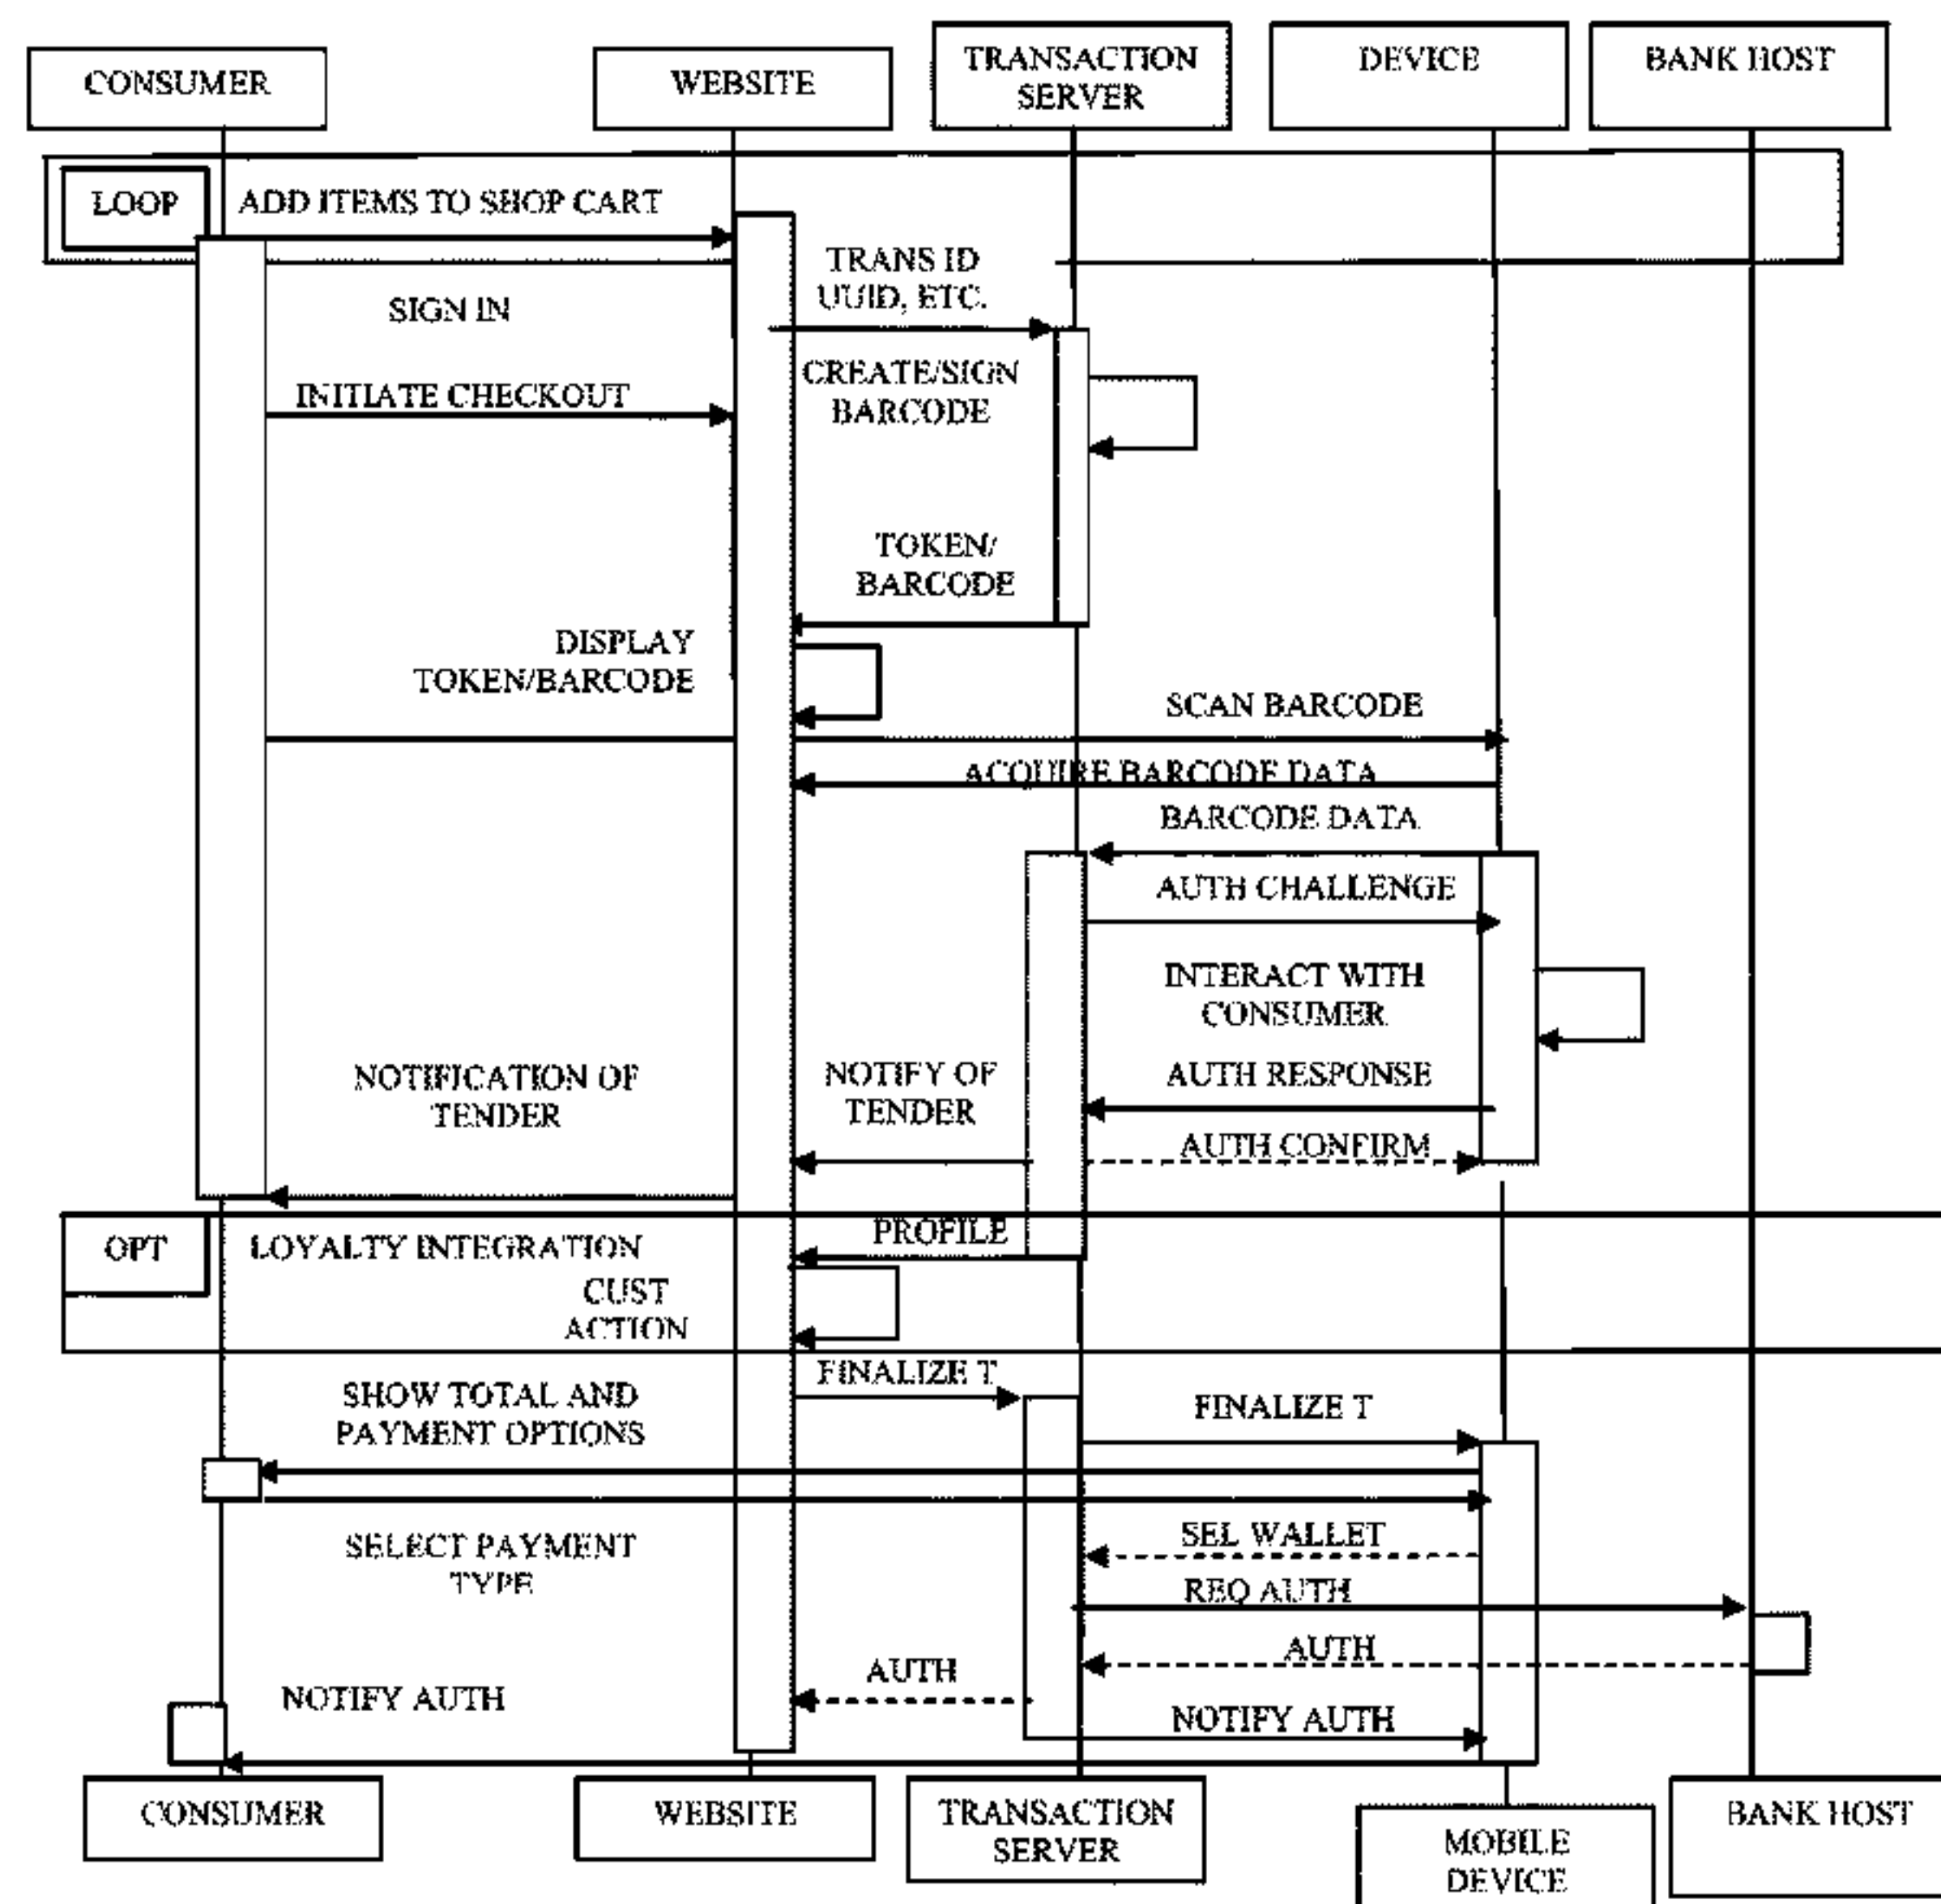 CONSUMER
WEBSITE
TRANSACTION
SERVER
DEVICE
BANK HOST
LOOP
ADD ITEMS TO SHOP CART
TRANS ID
UUID, ETC.
SIGN IN
CREATE/SIGN
BARCODE
INITIATE CHECKOUT
TOKEN/
BARCODE
DISPLAY
TOKEN/BARCODE
SCAN BARCODE
ACQUIRE BARCODE DATA
BARCODE DATA
AUTH CHALLENGE
INTERACT WITH
CONSUMER
NOTIFICATION OF
TENDER
NOTIFY OF
TENDER
AUTH RESPONSE
AUTH CONFIRM
OPT
LOYALTY INTEGRATION
PROFILE
CUST
ACTION
FINALIZE T
SHOW TOTAL AND
PAYMENT OPTIONS
FINALIZE T
SELECT PAYMENT
TYPE
SEL WALLET
REQ AUTH
AUTH
AUTH
NOTIFY AUTH
NOTIFY AUTH
CONSUMER
WEBSITE
TRANSACTION
SERVER
MOBILE
DEVICE
BANK HOST